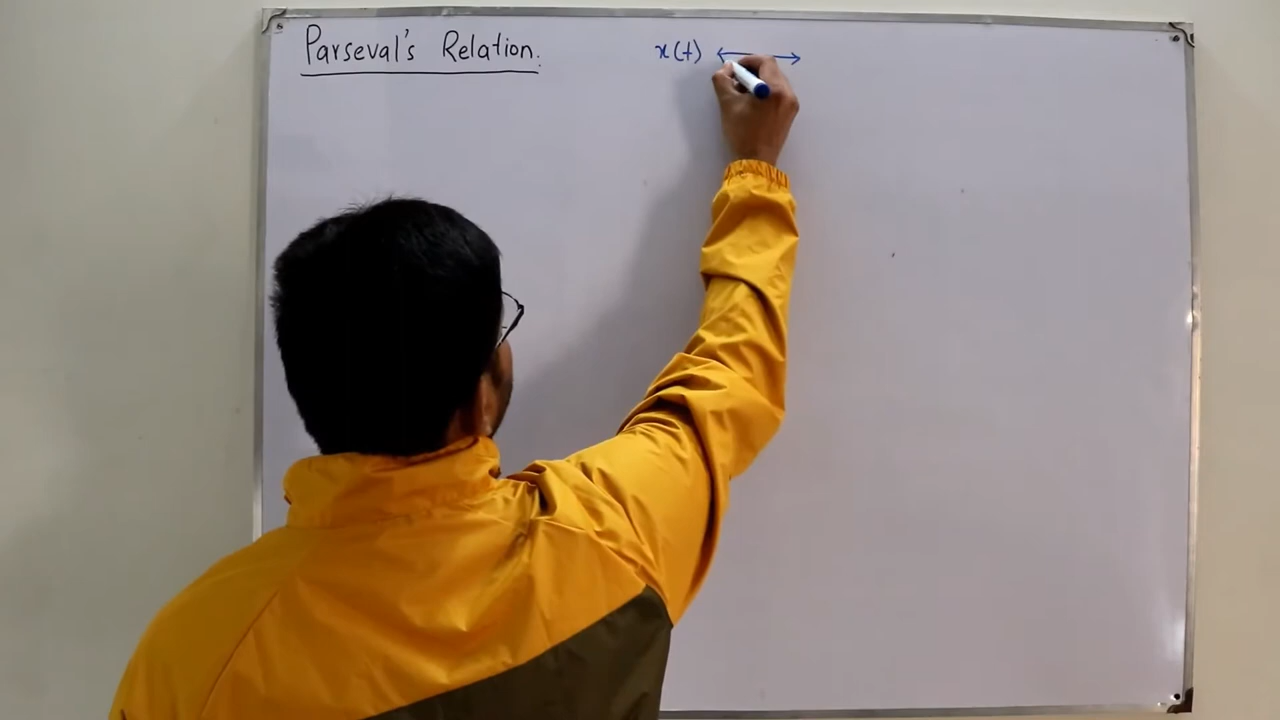 Parseval's Relation.
x(t) ⟷